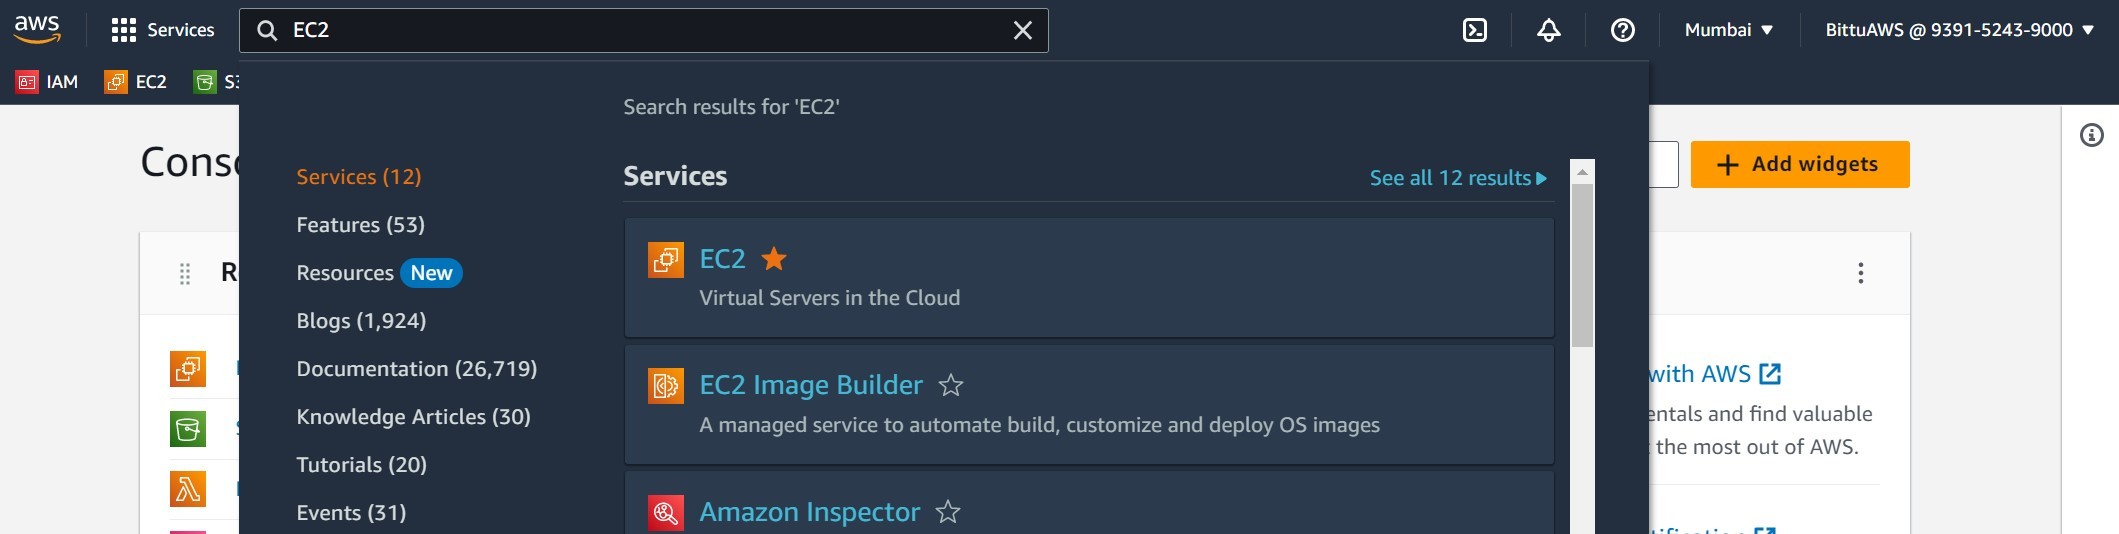 aws
Services
EC2
Mumbai
BittuAWS @ 9391-5243-9000
IAM
EC2
Search results for 'EC2'
Services (12)
Features (53)
Resources New
Blogs (1,924)
Documentation (26,719)
Knowledge Articles (30)
Tutorials (20)
Events (31)
Services
See all 12 results
EC2
Virtual Servers in the Cloud
EC2 Image Builder
A managed service to automate build, customize and deploy OS images
Amazon Inspector
Add widgets
with AWS
entals and find valuable
the most out of AWS.